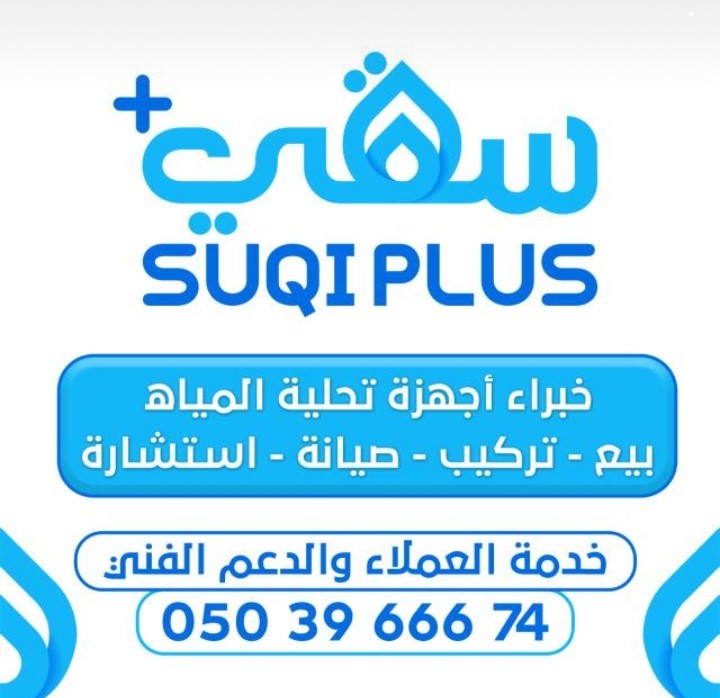 سقي+
SUQI PLUS
خبراء أجهزة تحلية المياه
بيع - تركيب - صيانة - استشارة
خدمة العملاء والدعم الفني
050 39 666 74